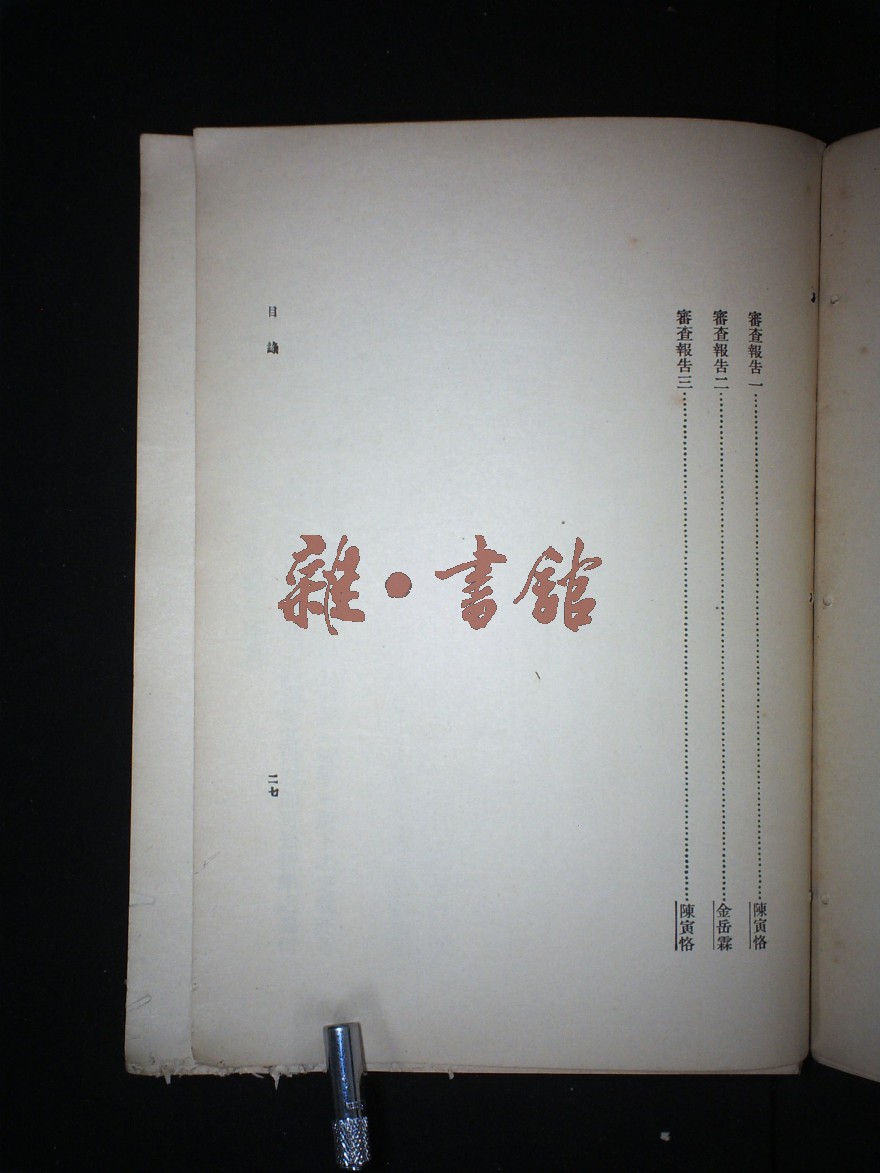 審查報告一……陳寅恪
審查報告二……金岳霖
審查報告三……陳寅恪
目錄
二七
雜·書館